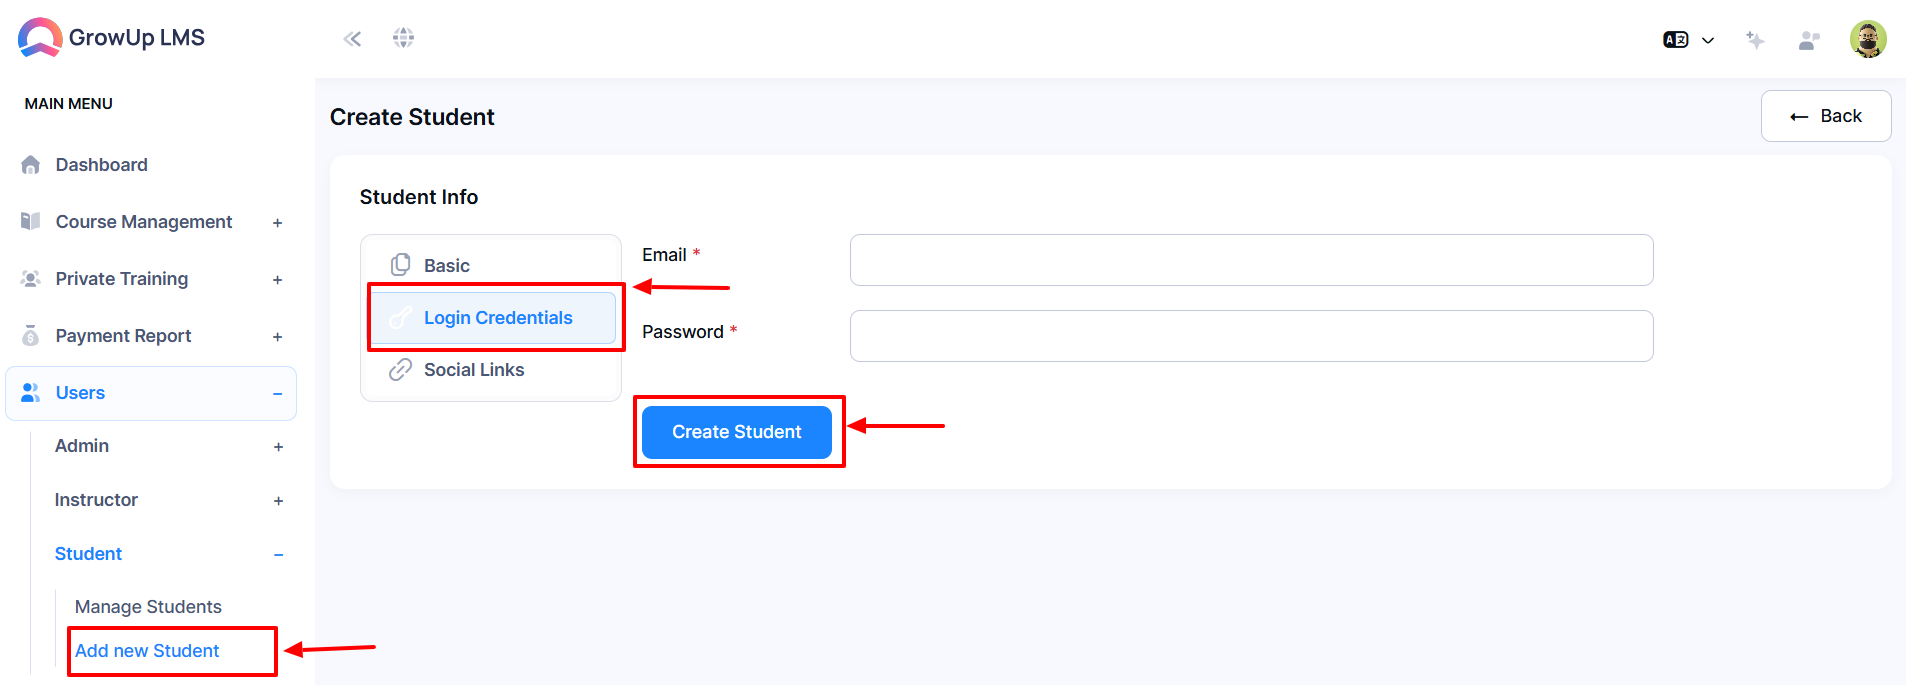 GrowUp LMS
MAIN MENU
Dashboard
Course Management +
Private Training +
Payment Report +
Users −
Admin +
Instructor +
Student −
Manage Students
Add new Student
Create Student
← Back
Student Info
Basic
Login Credentials
Social Links
Email *
Password *
Create Student